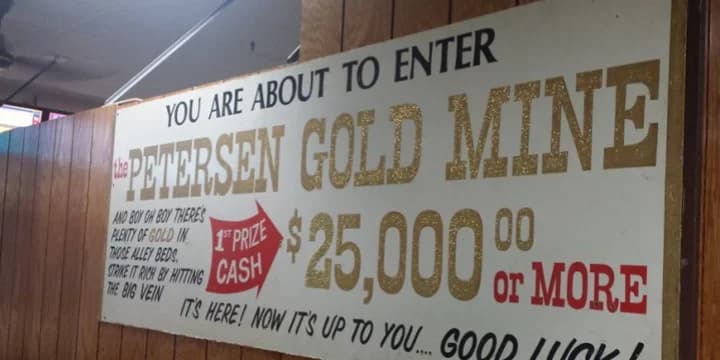 YOU ARE ABOUT TO ENTER
the PETERSEN GOLD MINE
AND BOY OH BOY THERE'S
PLENTY OF GOLD IN
THOSE ALLEY BEDS.
STRIKE IT RICH BY HITTING
THE BIG VEIN
1ST PRIZE
CASH
$25,000.00
or MORE
IT'S HERE! NOW IT'S UP TO YOU.... GOOD LUCK!